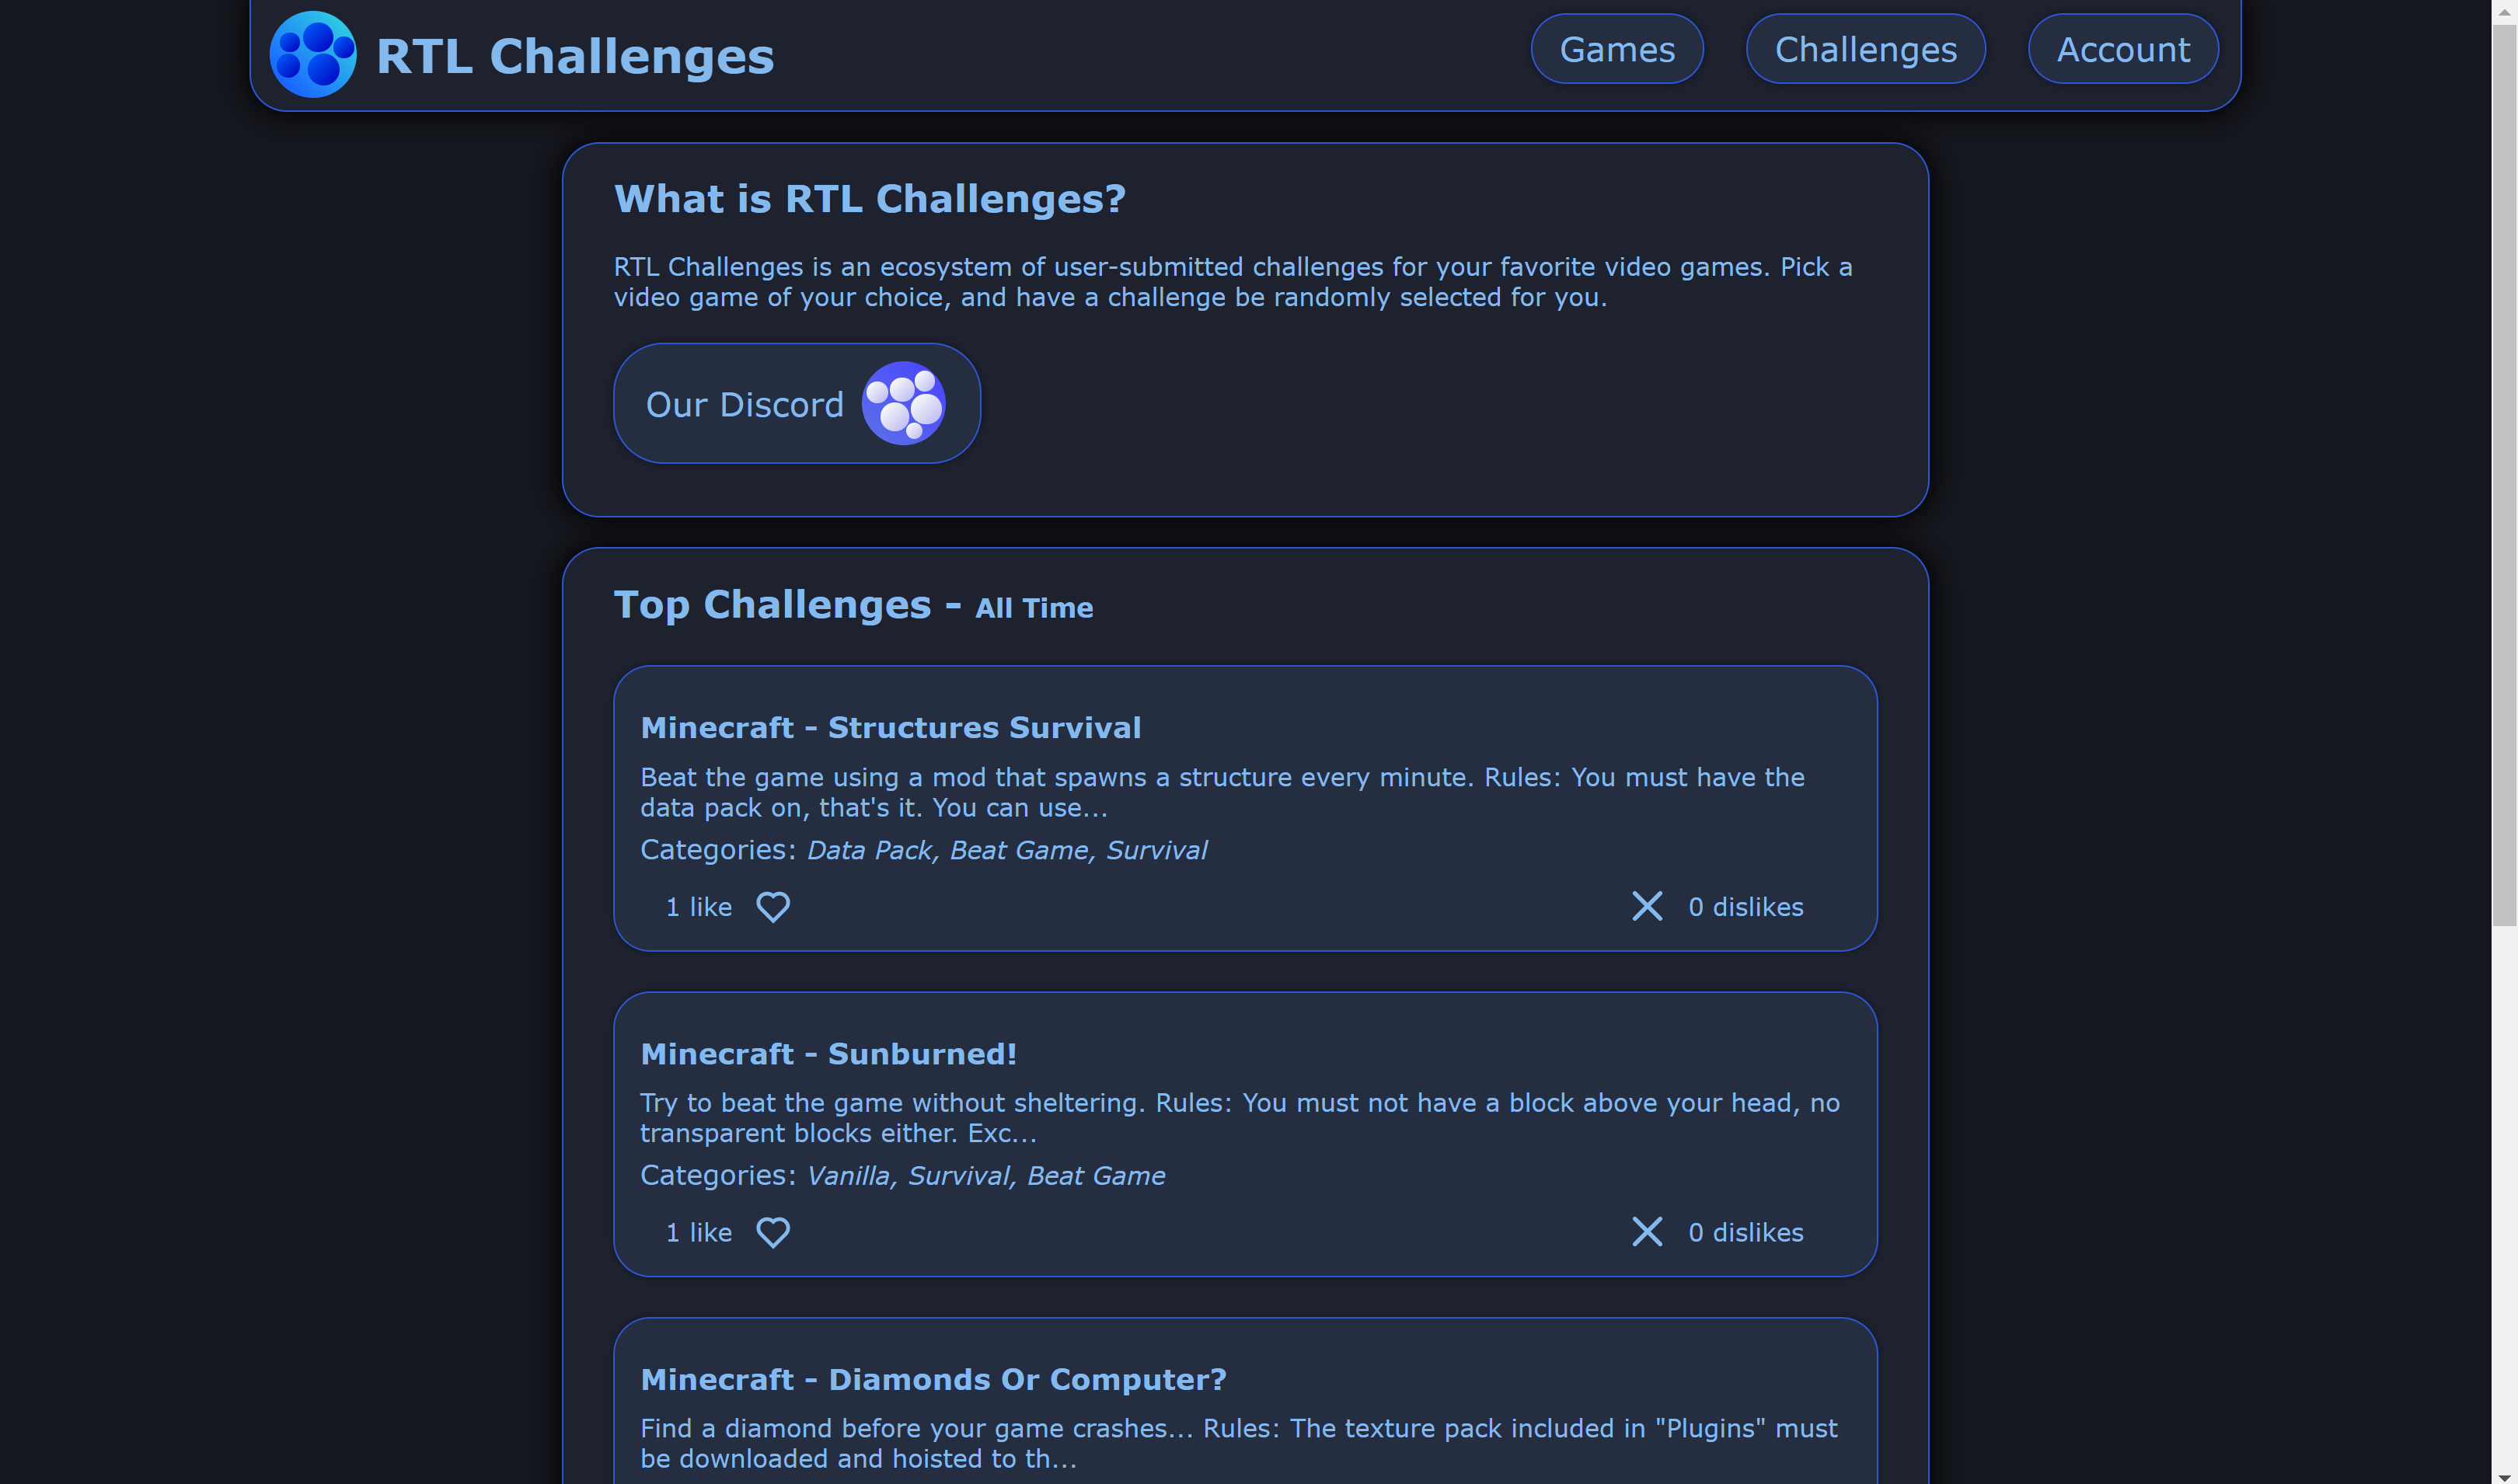 RTL Challenges
Games
Challenges
Account
What is RTL Challenges?
RTL Challenges is an ecosystem of user-submitted challenges for your favorite video games. Pick a
video game of your choice, and have a challenge be randomly selected for you.
Our Discord
Top Challenges – All Time
Minecraft – Structures Survival
Beat the game using a mod that spawns a structure every minute. Rules: You must have the
data pack on, that's it. You can use...
Categories: Data Pack, Beat Game, Survival
1 like
0 dislikes
Minecraft – Sunburned!
Try to beat the game without sheltering. Rules: You must not have a block above your head, no
transparent blocks either. Exc...
Categories: Vanilla, Survival, Beat Game
1 like
0 dislikes
Minecraft – Diamonds Or Computer?
Find a diamond before your game crashes... Rules: The texture pack included in "Plugins" must
be downloaded and hoisted to th...